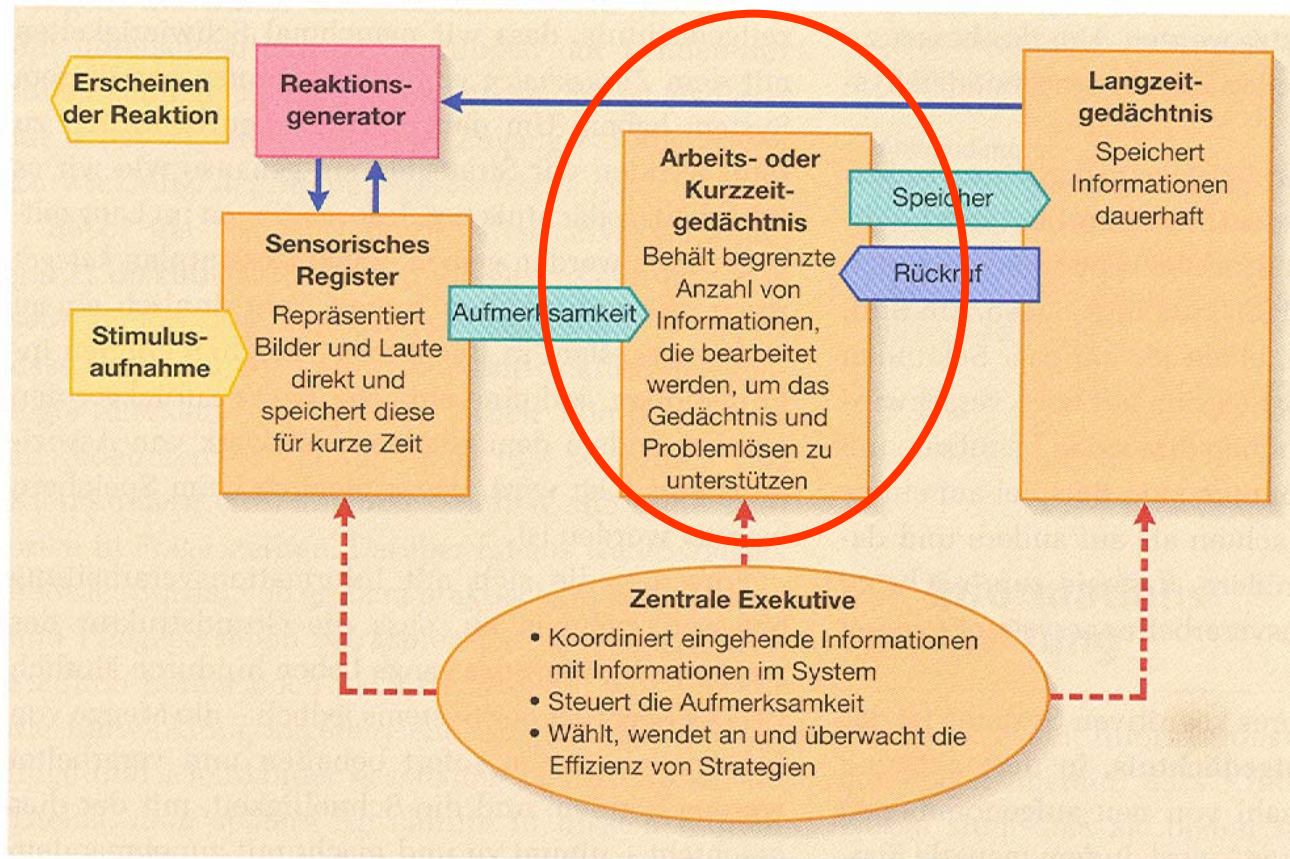 Erscheinen
der Reaktion
Reaktions-
generator
Langzeit-
gedächtnis
Speichert
Informationen
dauerhaft
Arbeits- oder
Kurzzeit-
gedächtnis
Behält begrenzte
Anzahl von
Informationen,
die bearbeitet
werden, um das
Gedächtnis und
Problemlösen zu
unterstützen
Speicher
Rückruf
Sensorisches
Register
Repräsentiert
Bilder und Laute
direkt und
speichert diese
für kurze Zeit
Aufmerksamkeit
Stimulus-
aufnahme
Zentrale Exekutive
• Koordiniert eingehende Informationen
mit Informationen im System
• Steuert die Aufmerksamkeit
• Wählt, wendet an und überwacht die
Effizienz von Strategien